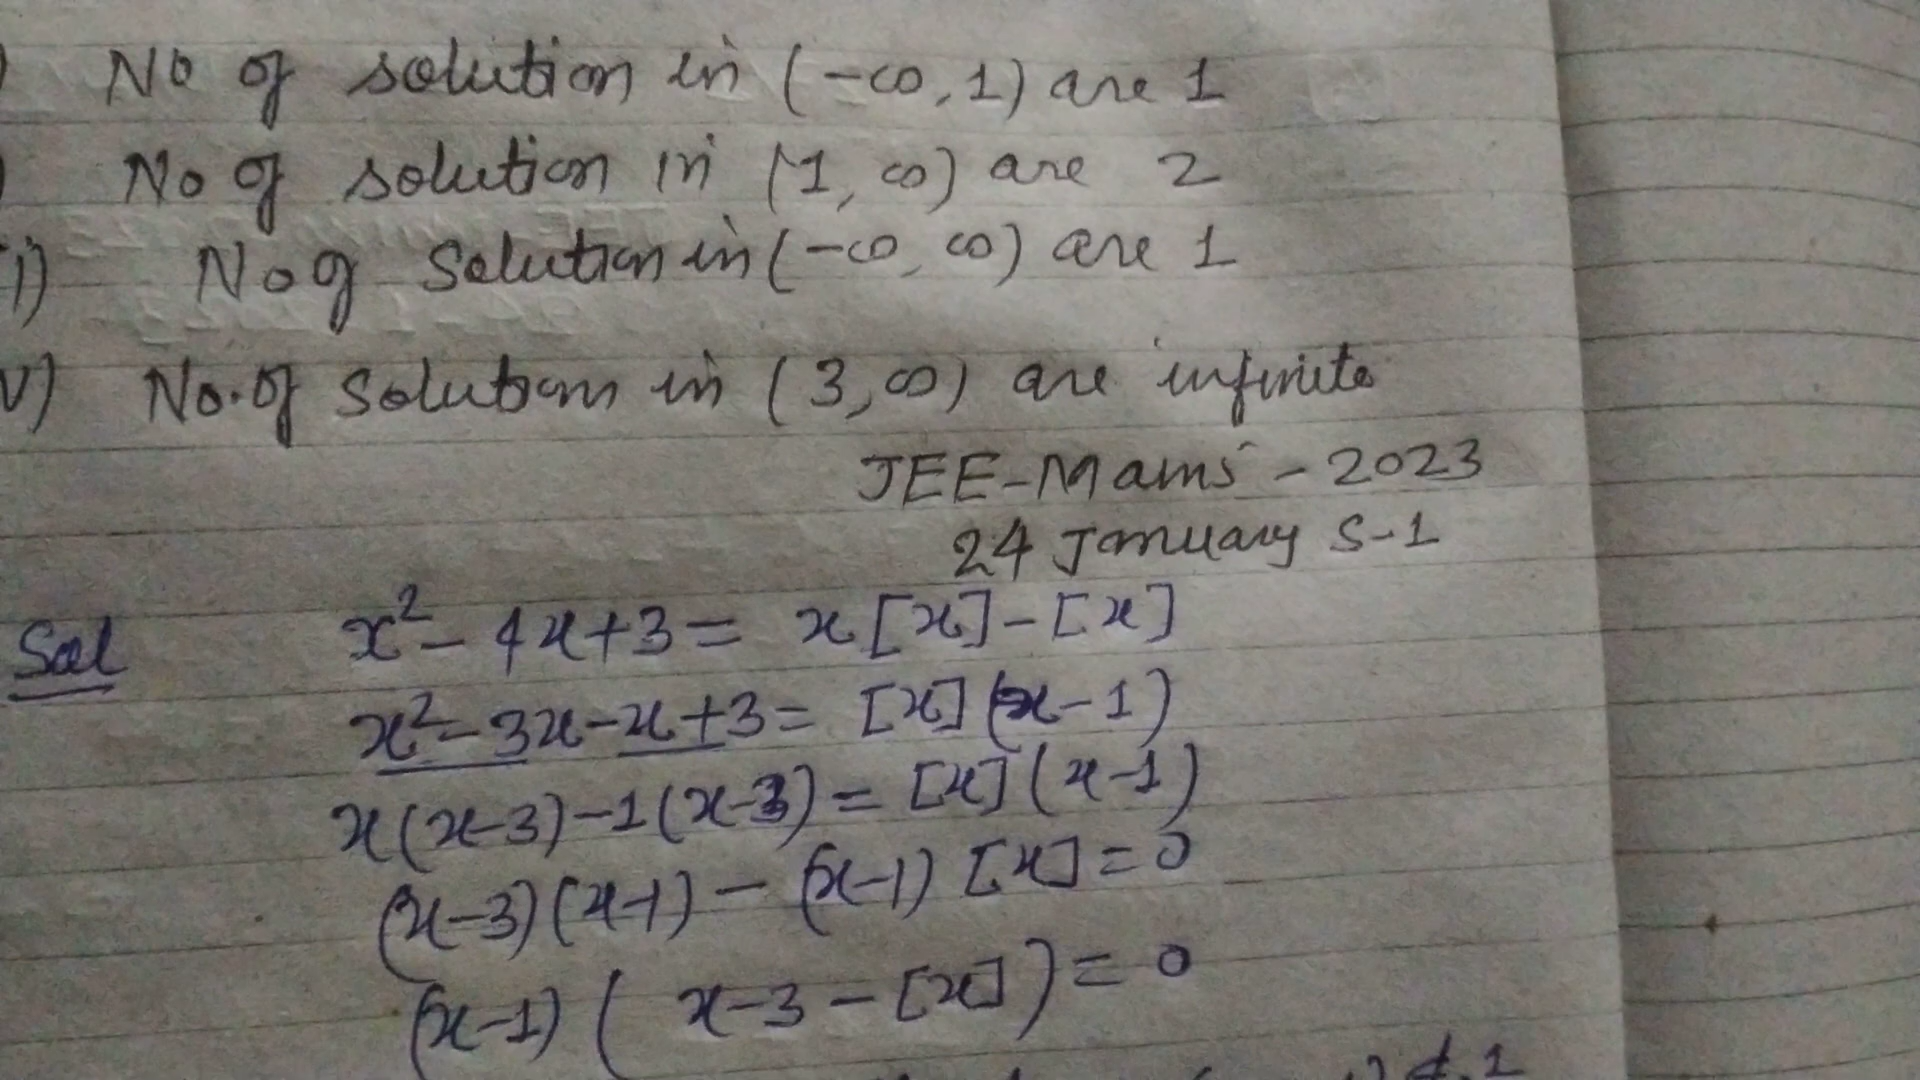 ) No of solution in (-∞, 1) are 1
) No of solution in (1, ∞) are 2
i) No of Solution in (-∞, ∞) are 1
v) No. of Solutions in (3, ∞) are infinite
JEE-Mains - 2023
24 January S-1
Sol x² - 4x + 3 = x[x] - [x]
x² - 3x - x + 3 = [x] (x-1)
x(x-3) - 1(x-3) = [x] (x-1)
(x-3)(x-1) - (x-1) [x] = 0
(x-1) ( x-3 - [x] ) = 0